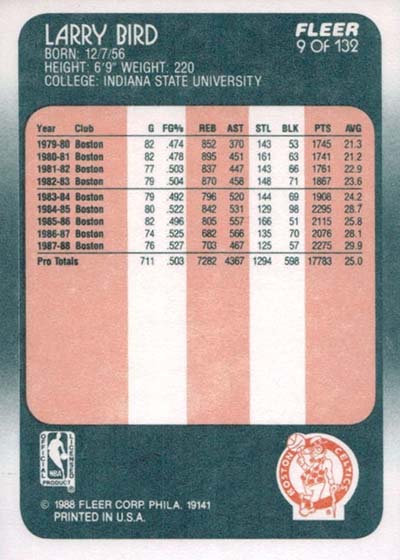 LARRY BIRD
FLEER
9 OF 132
BORN: 12/7/56
HEIGHT: 6'9" WEIGHT: 220
COLLEGE: INDIANA STATE UNIVERSITY
Year Club G FG% REB AST STL BLK PTS AVG
1979-80 Boston 82 .474 852 370 143 53 1745 21.3
1980-81 Boston 82 .478 895 451 161 63 1741 21.2
1981-82 Boston 77 .503 837 447 143 66 1761 22.9
1982-83 Boston 79 .504 870 458 148 71 1867 23.6
1983-84 Boston 79 .492 796 520 144 69 1908 24.2
1984-85 Boston 80 .522 842 531 129 98 2295 28.7
1985-86 Boston 82 .496 805 557 166 51 2115 25.8
1986-87 Boston 74 .525 682 566 135 70 2076 28.1
1987-88 Boston 76 .527 703 467 125 57 2275 29.9
Pro Totals 711 .503 7282 4367 1294 598 17783 25.0
OFFICIAL NBA LICENSED
PRODUCT
BOSTON CELTICS
© 1988 FLEER CORP. PHILA. 19141
PRINTED IN U.S.A.